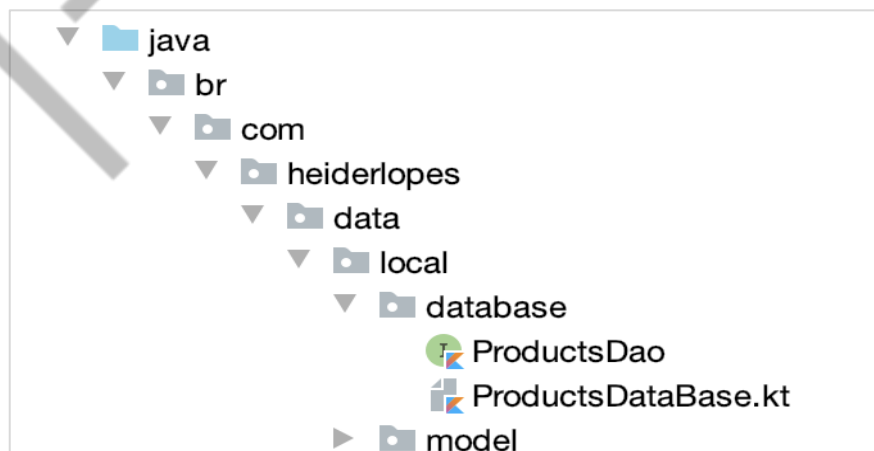 java
br
com
heiderlopes
data
local
database
ProductsDao
ProductsDataBase.kt
model